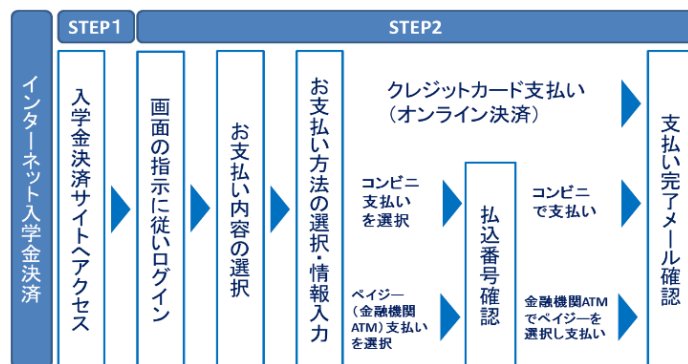 STEP1
STEP2
インターネット入学金決済
入学金決済サイトへアクセス
画面の指示に従いログイン
お支払い内容の選択
お支払い方法の選択・情報入力
クレジットカード支払い
（オンライン決済）
コンビニ
支払い
を選択
払込番号確認
コンビニ
で支払い
ペイジー
（金融機関
ATM）支払い
を選択
金融機関ATM
でペイジーを
選択し支払い
支払い完了メール確認